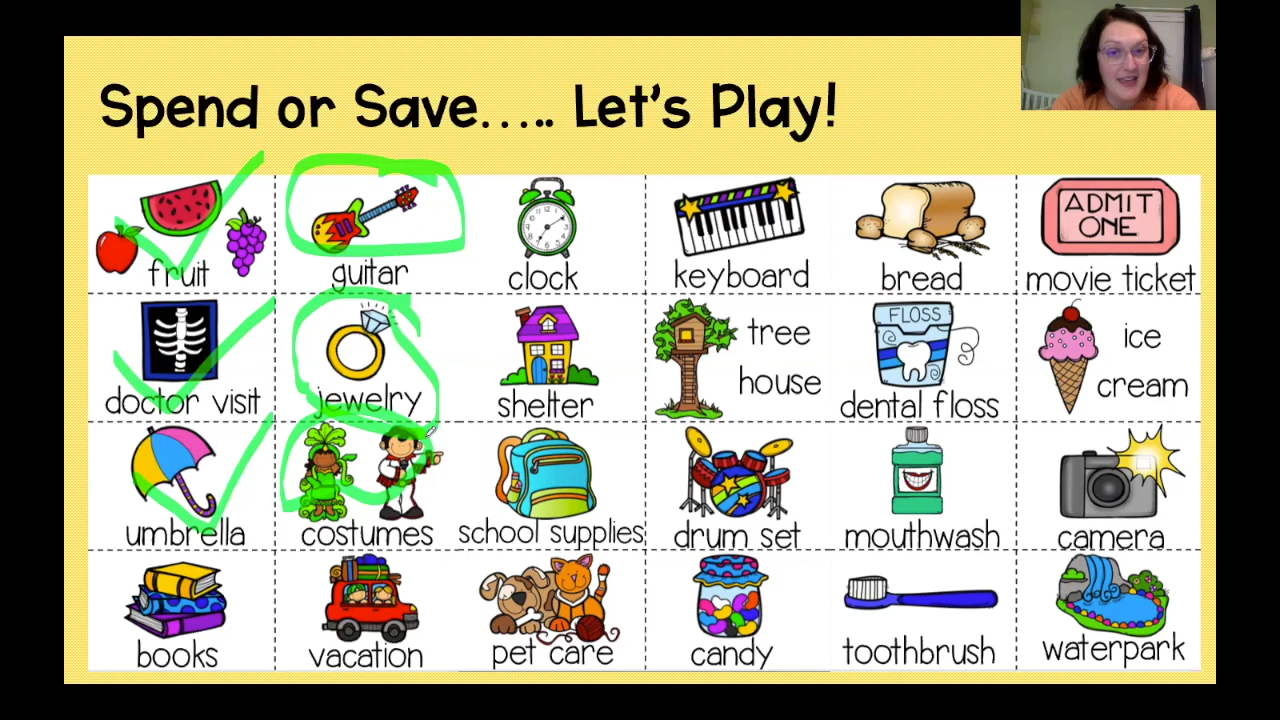 Spend or Save..... Let's Play!
fruit
guitar
clock
keyboard
bread
ADMIT
ONE
movie ticket
doctor visit
jewelry
shelter
tree
house
FLOSS
dental floss
ice
cream
umbrella
costumes
school supplies
drum set
mouthwash
camera
books
vacation
pet care
candy
toothbrush
waterpark